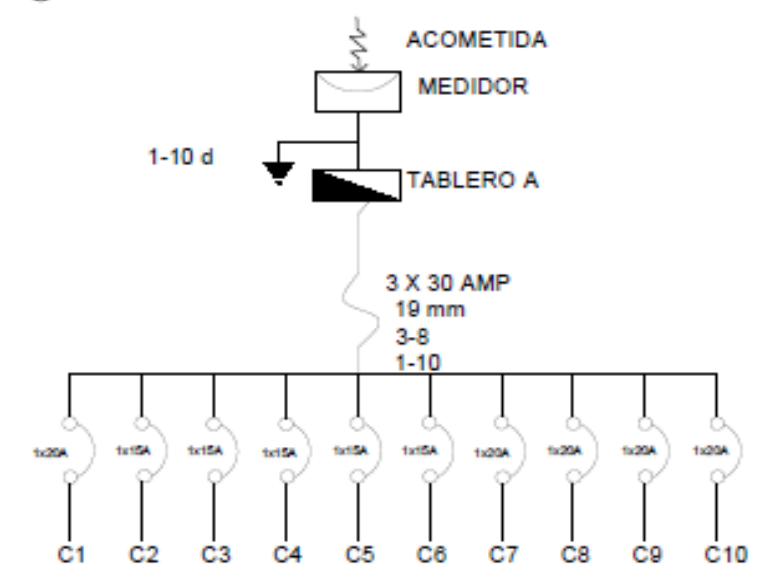 ACOMETIDA
MEDIDOR
1-10 d
TABLERO A
3 X 30 AMP
19 mm
3-8
1-10
1x20A 1x15A 1x15A 1x15A 1x15A 1x15A 1x20A 1x20A 1x20A 1x20A
C1 C2 C3 C4 C5 C6 C7 C8 C9 C10